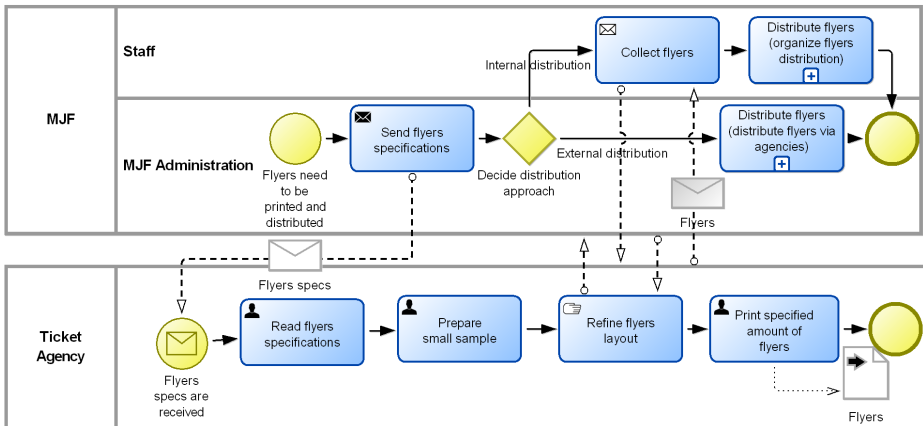 MJF
Staff
Collect flyers
Distribute flyers
(organize flyers
distribution)
Internal distribution
MJF Administration
Flyers need
to be
printed and
distributed
Send flyers
specifications
Decide distribution
approach
External distribution
Distribute flyers
(distribute flyers via
agencies)
Flyers
Flyers specs
Ticket
Agency
Flyers
specs are
received
Read flyers
specifications
Prepare
small sample
Refine flyers
layout
Print specified
amount of
flyers
Flyers